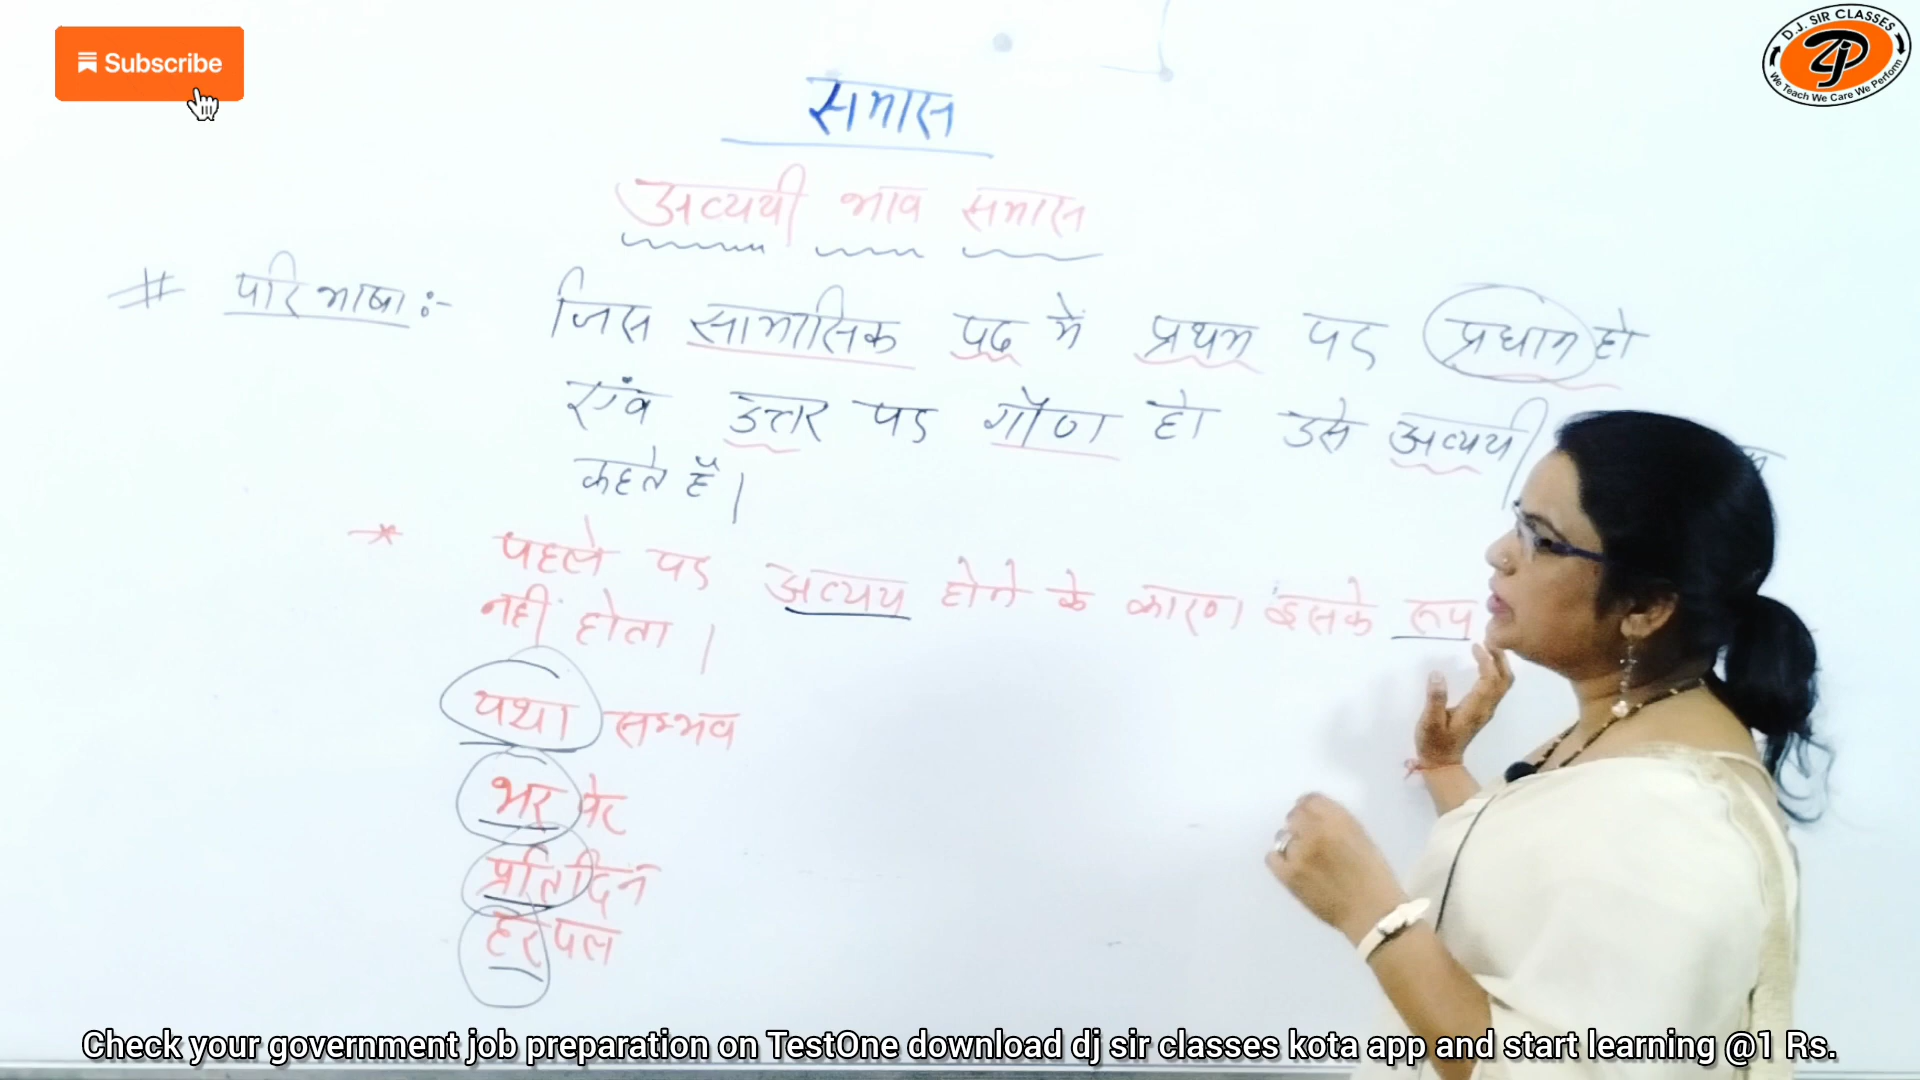 Subscribe
D.J. SIR CLASSES
We Teach We Care We Perform
समास
अव्ययी भाव समास
# परिभाषा :- जिस सामासिक पद में प्रथम पद प्रधान हो
एंव उत्तर पद गौण हो उसे अव्ययी
कहते हैं।
* पहले पद अव्यय होने के कारण इसके रूप
नहीं होता।
यथा सम्भव
भर पेट
प्रतिदिन
हर पल
Check your government job preparation on TestOne download dj sir classes kota app and start learning @1 Rs.